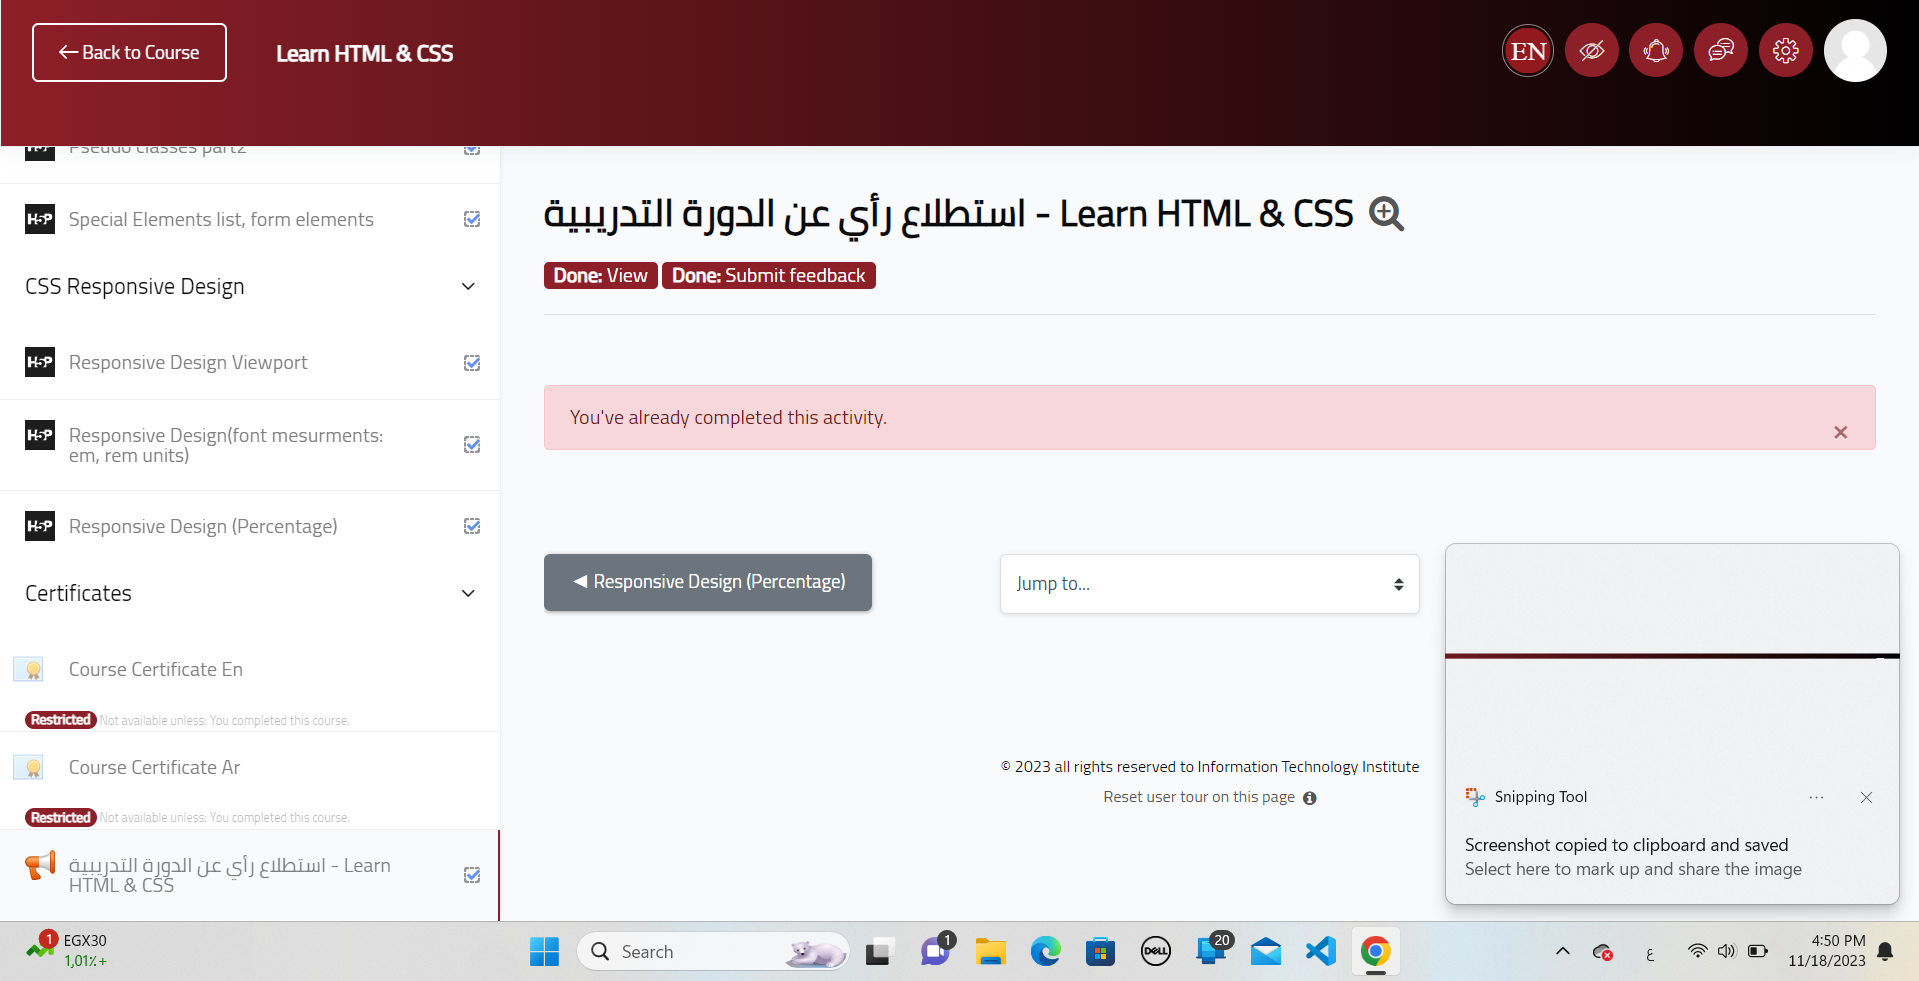 Back to Course
Learn HTML & CSS
EN
Pseudo classes part2
H5P Special Elements list, form elements
CSS Responsive Design
H5P Responsive Design Viewport
H5P Responsive Design(font mesurments:
em, rem units)
H5P Responsive Design (Percentage)
Certificates
Course Certificate En
Restricted Not available unless: You completed this course.
Course Certificate Ar
Restricted Not available unless: You completed this course.
استطلاع رأي عن الدورة التدريبية - Learn
HTML & CSS
استطلاع رأي عن الدورة التدريبية - Learn HTML & CSS
Done: View Done: Submit feedback
You've already completed this activity.
×
◄ Responsive Design (Percentage)
Jump to...
© 2023 all rights reserved to Information Technology Institute
Reset user tour on this page
Snipping Tool
Screenshot copied to clipboard and saved
Select here to mark up and share the image
1
EGX30
1,01٪+
Search
1
DELL
20
ع
4:50 PM
11/18/2023